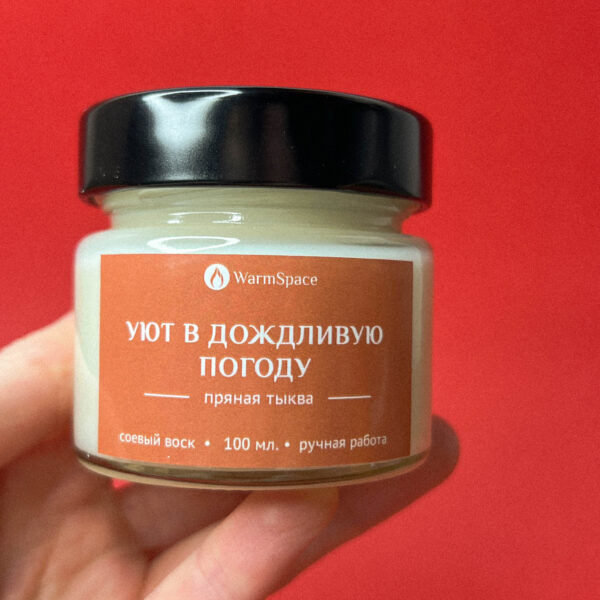 WarmSpace
УЮТ В ДОЖДЛИВУЮ
ПОГОДУ
пряная тыква
соевый воск • 100 мл. • ручная работа